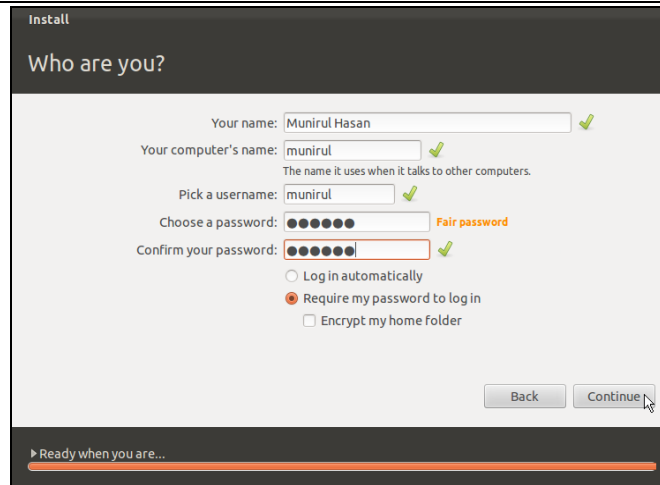 Install
Who are you?
Your name: Munirul Hasan
Your computer's name: munirul
The name it uses when it talks to other computers.
Pick a username: munirul
Choose a password: ●●●●●● Fair password
Confirm your password: ●●●●●●
Log in automatically
Require my password to log in
Encrypt my home folder
Back Continue
Ready when you are...